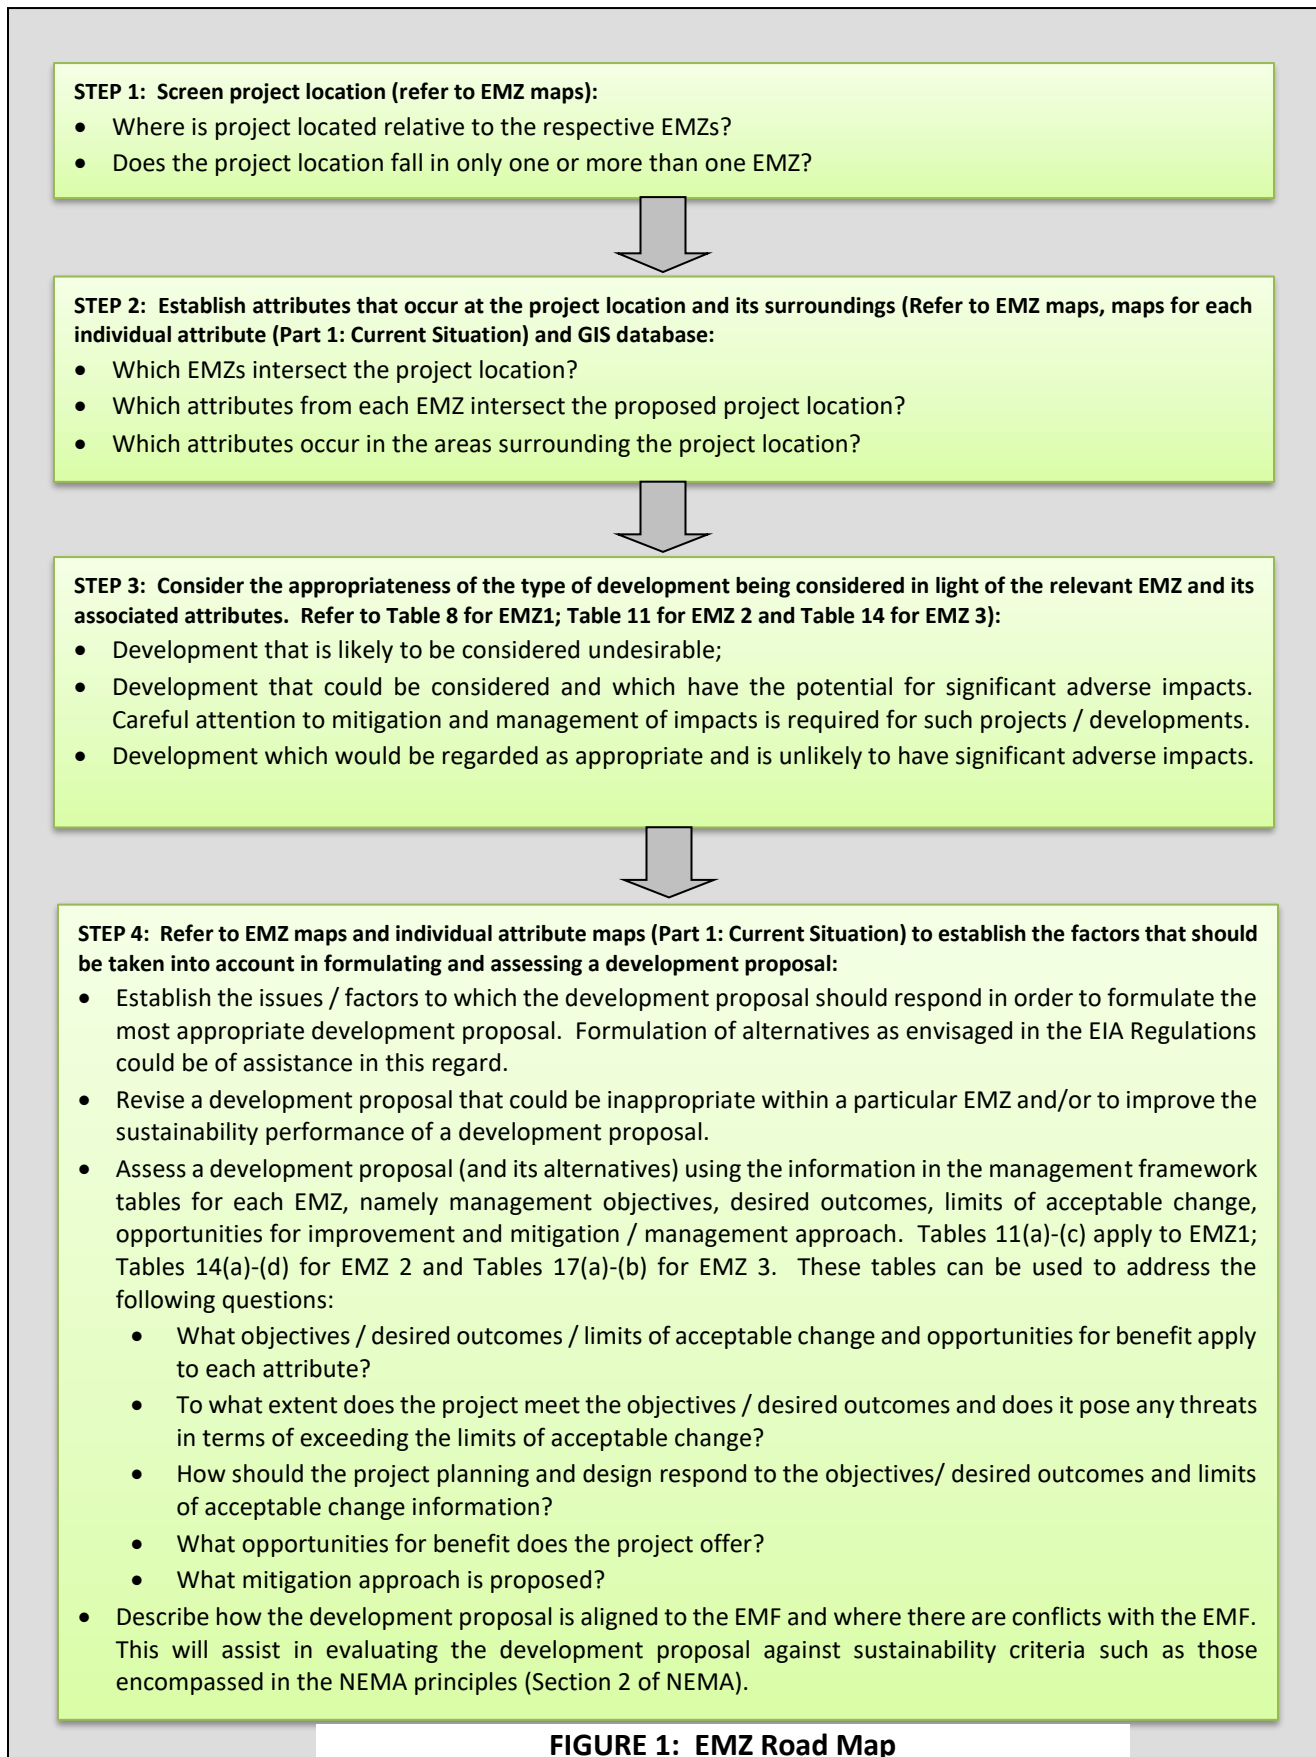 STEP 1: Screen project location (refer to EMZ maps):
• Where is project located relative to the respective EMZs?
• Does the project location fall in only one or more than one EMZ?
STEP 2: Establish attributes that occur at the project location and its surroundings (Refer to EMZ maps, maps for each
individual attribute (Part 1: Current Situation) and GIS database:
• Which EMZs intersect the project location?
• Which attributes from each EMZ intersect the proposed project location?
• Which attributes occur in the areas surrounding the project location?
STEP 3: Consider the appropriateness of the type of development being considered in light of the relevant EMZ and its
associated attributes. Refer to Table 8 for EMZ1; Table 11 for EMZ 2 and Table 14 for EMZ 3):
• Development that is likely to be considered undesirable;
• Development that could be considered and which have the potential for significant adverse impacts.
Careful attention to mitigation and management of impacts is required for such projects / developments.
• Development which would be regarded as appropriate and is unlikely to have significant adverse impacts.
STEP 4: Refer to EMZ maps and individual attribute maps (Part 1: Current Situation) to establish the factors that should
be taken into account in formulating and assessing a development proposal:
• Establish the issues / factors to which the development proposal should respond in order to formulate the
most appropriate development proposal. Formulation of alternatives as envisaged in the EIA Regulations
could be of assistance in this regard.
• Revise a development proposal that could be inappropriate within a particular EMZ and/or to improve the
sustainability performance of a development proposal.
• Assess a development proposal (and its alternatives) using the information in the management framework
tables for each EMZ, namely management objectives, desired outcomes, limits of acceptable change,
opportunities for improvement and mitigation / management approach. Tables 11(a)-(c) apply to EMZ1;
Tables 14(a)-(d) for EMZ 2 and Tables 17(a)-(b) for EMZ 3. These tables can be used to address the
following questions:
• What objectives / desired outcomes / limits of acceptable change and opportunities for benefit apply
to each attribute?
• To what extent does the project meet the objectives / desired outcomes and does it pose any threats
in terms of exceeding the limits of acceptable change?
• How should the project planning and design respond to the objectives/ desired outcomes and limits
of acceptable change information?
• What opportunities for benefit does the project offer?
• What mitigation approach is proposed?
• Describe how the development proposal is aligned to the EMF and where there are conflicts with the EMF.
This will assist in evaluating the development proposal against sustainability criteria such as those
encompassed in the NEMA principles (Section 2 of NEMA).
FIGURE 1: EMZ Road Map